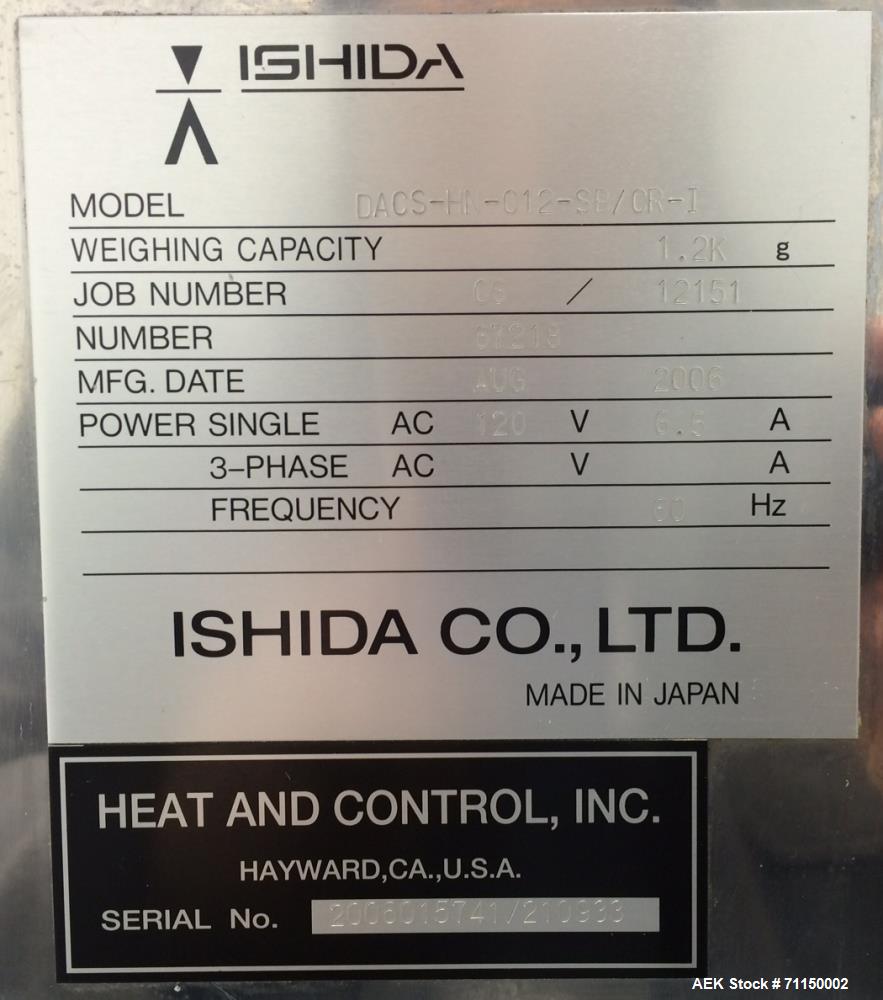 ISHIDA
MODEL DACS-HN-012-SB/OR-I
WEIGHING CAPACITY 1.2K g
JOB NUMBER 06 / 12151
NUMBER
MFG. DATE AUG 2006
POWER SINGLE AC 120 V 6.5 A
3-PHASE AC V A
FREQUENCY 60 Hz
ISHIDA CO., LTD.
MADE IN JAPAN
HEAT AND CONTROL, INC.
HAYWARD,CA.,U.S.A.
SERIAL No. 2006015741/210933
AEK Stock # 71150002